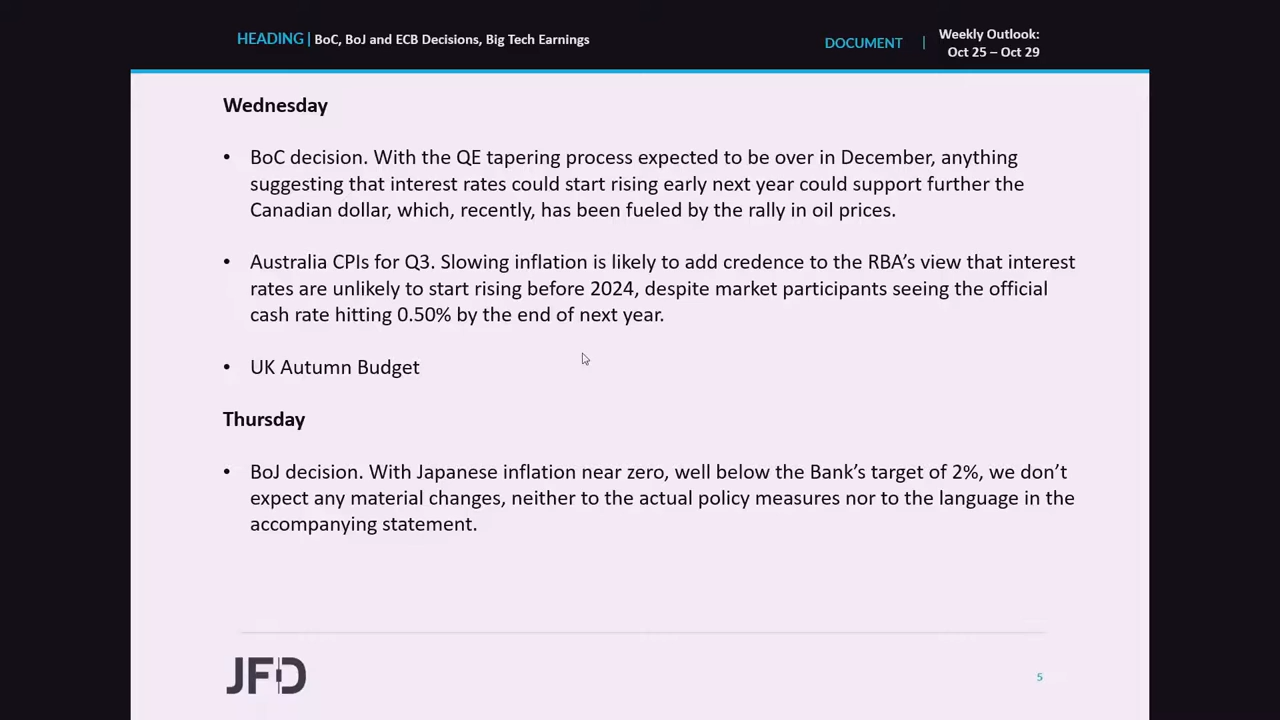 HEADING | BoC, BoJ and ECB Decisions, Big Tech Earnings
DOCUMENT | Weekly Outlook:
Oct 25 – Oct 29
Wednesday
• BoC decision. With the QE tapering process expected to be over in December, anything
suggesting that interest rates could start rising early next year could support further the
Canadian dollar, which, recently, has been fueled by the rally in oil prices.
• Australia CPIs for Q3. Slowing inflation is likely to add credence to the RBA’s view that interest
rates are unlikely to start rising before 2024, despite market participants seeing the official
cash rate hitting 0.50% by the end of next year.
• UK Autumn Budget
Thursday
• BoJ decision. With Japanese inflation near zero, well below the Bank’s target of 2%, we don’t
expect any material changes, neither to the actual policy measures nor to the language in the
accompanying statement.
JFD
5